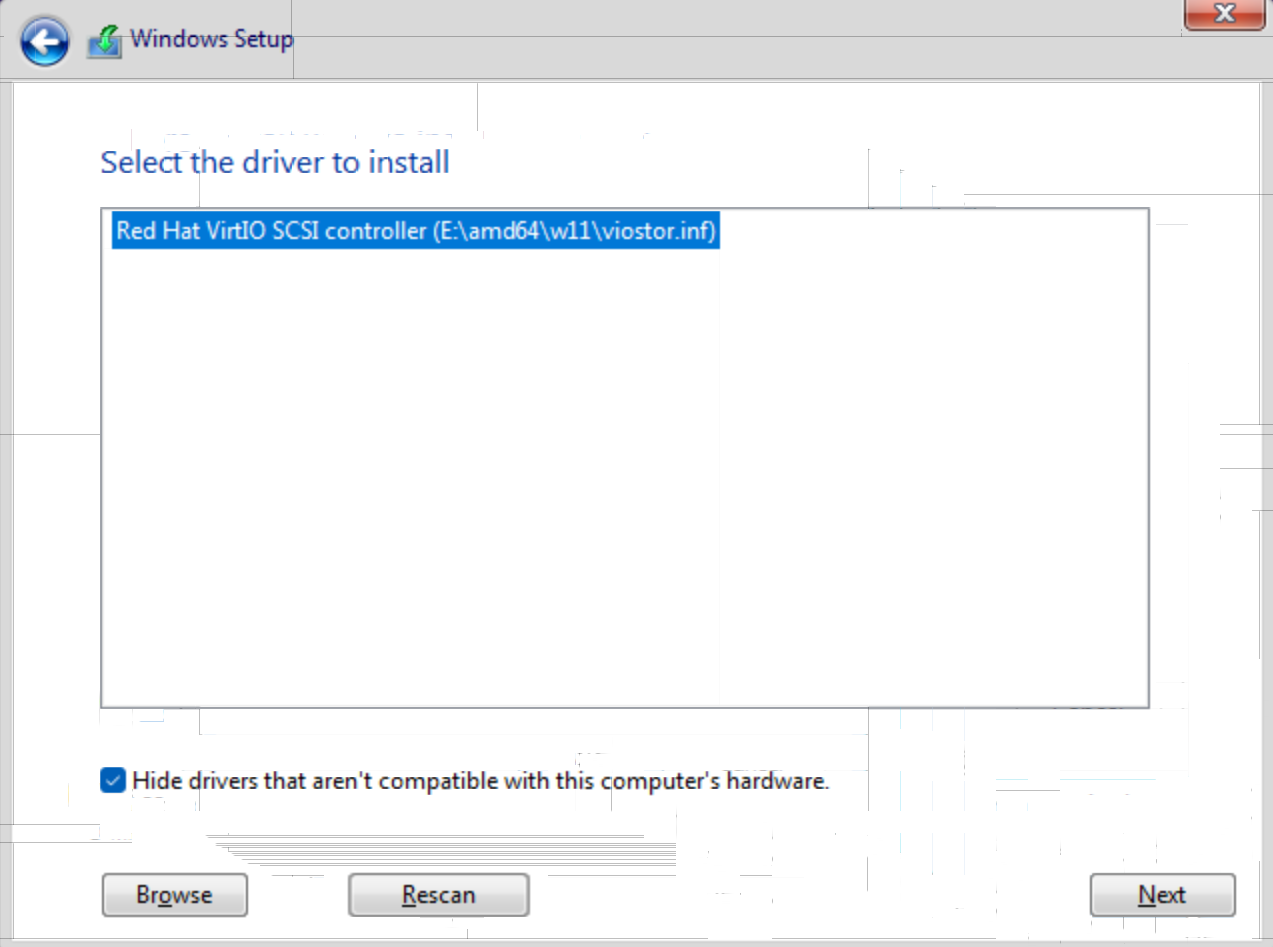 Windows Setup
Select the driver to install
Red Hat VirtIO SCSI controller (E:\amd64\w11\viostor.inf)
Hide drivers that aren't compatible with this computer's hardware.
Browse
Rescan
Next